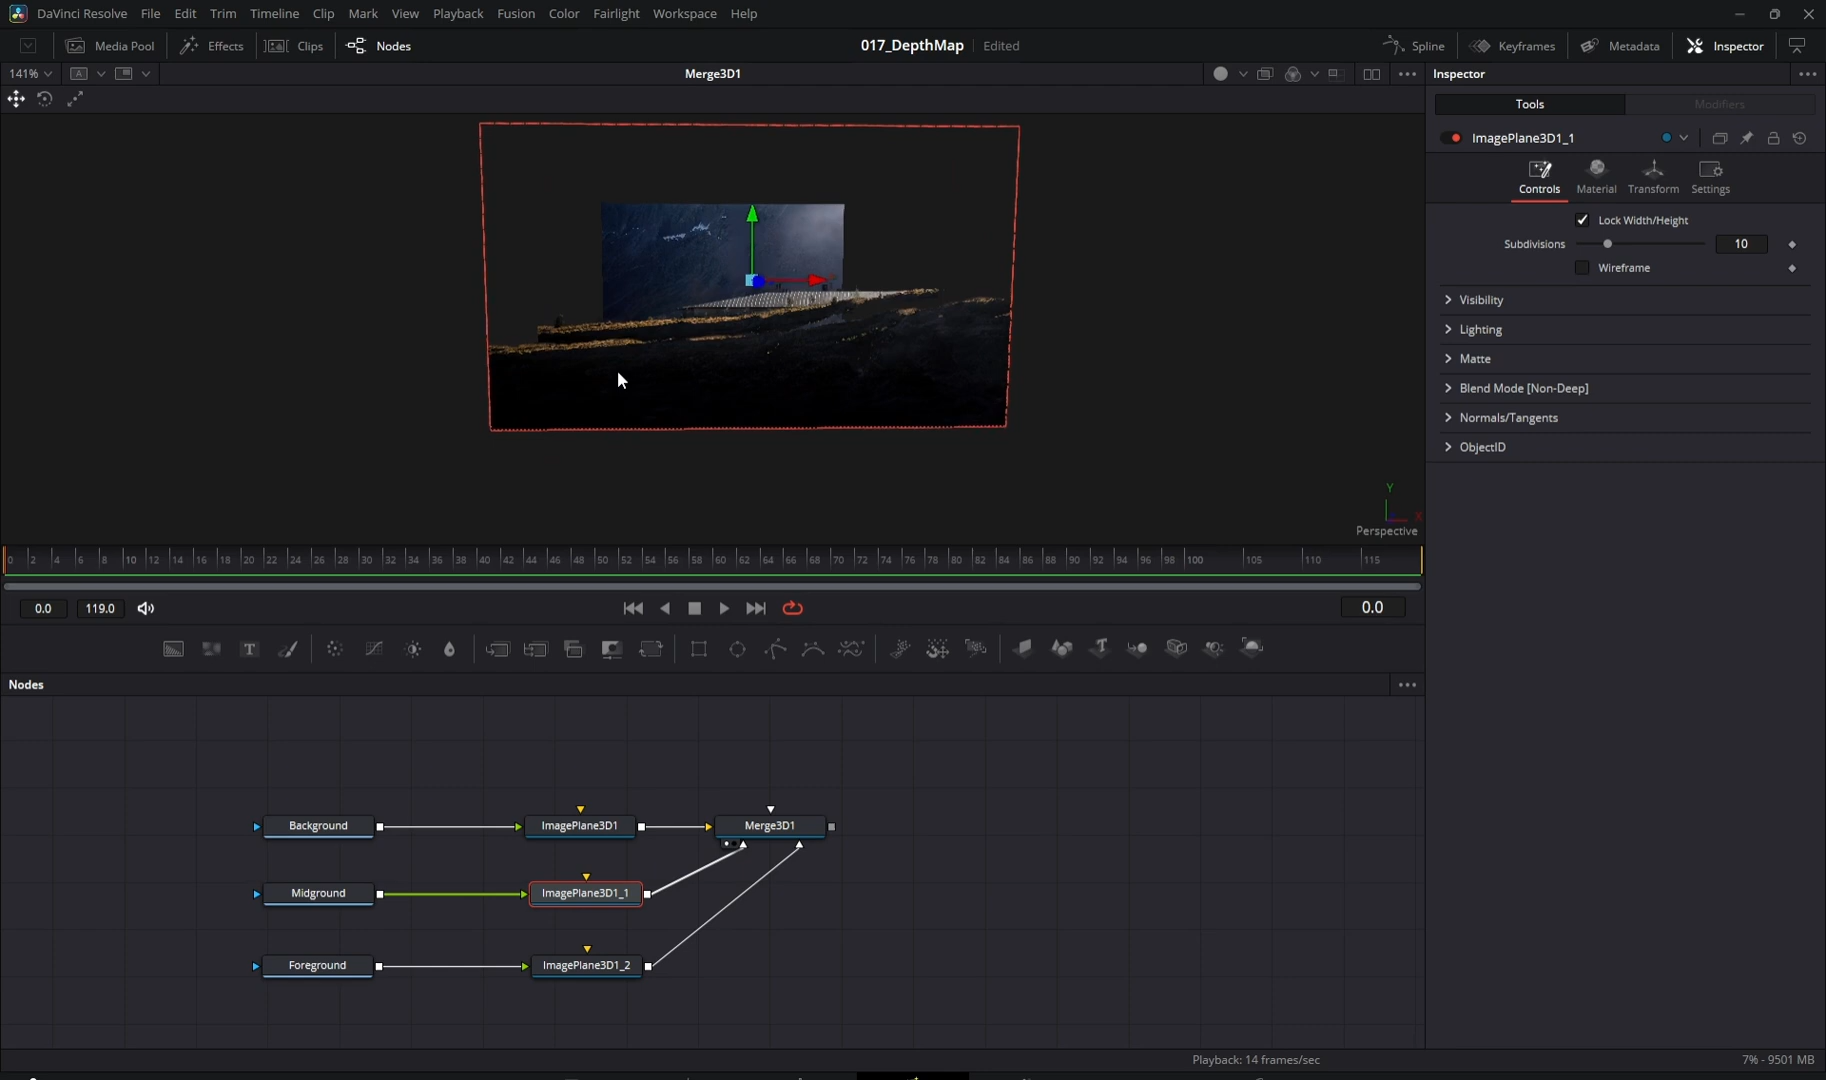 DaVinci Resolve File Edit Trim Timeline Clip Mark View Playback Fusion Color Fairlight Workspace Help
Media Pool Effects Clips Nodes 017_DepthMap Edited Spline Keyframes Metadata Inspector
141% A Merge3D1 Inspector
Tools Modifiers
ImagePlane3D1_1
Controls Material Transform Settings
Lock Width/Height
Subdivisions 10
Wireframe
Visibility
Lighting
Matte
Blend Mode [Non-Deep]
Normals/Tangents
ObjectID
Y
X
Perspective
0 2 4 6 8 10 12 14 16 18 20 22 24 26 28 30 32 34 36 38 40 42 44 46 48 50 52 54 56 58 60 62 64 66 68 70 72 74 76 78 80 82 84 86 88 90 92 94 96 98 100 105 110 115
0.0 119.0 0.0
T T
Nodes
Background ImagePlane3D1 Merge3D1
Midground ImagePlane3D1_1
Foreground ImagePlane3D1_2
Playback: 14 frames/sec 7% - 9501 MB